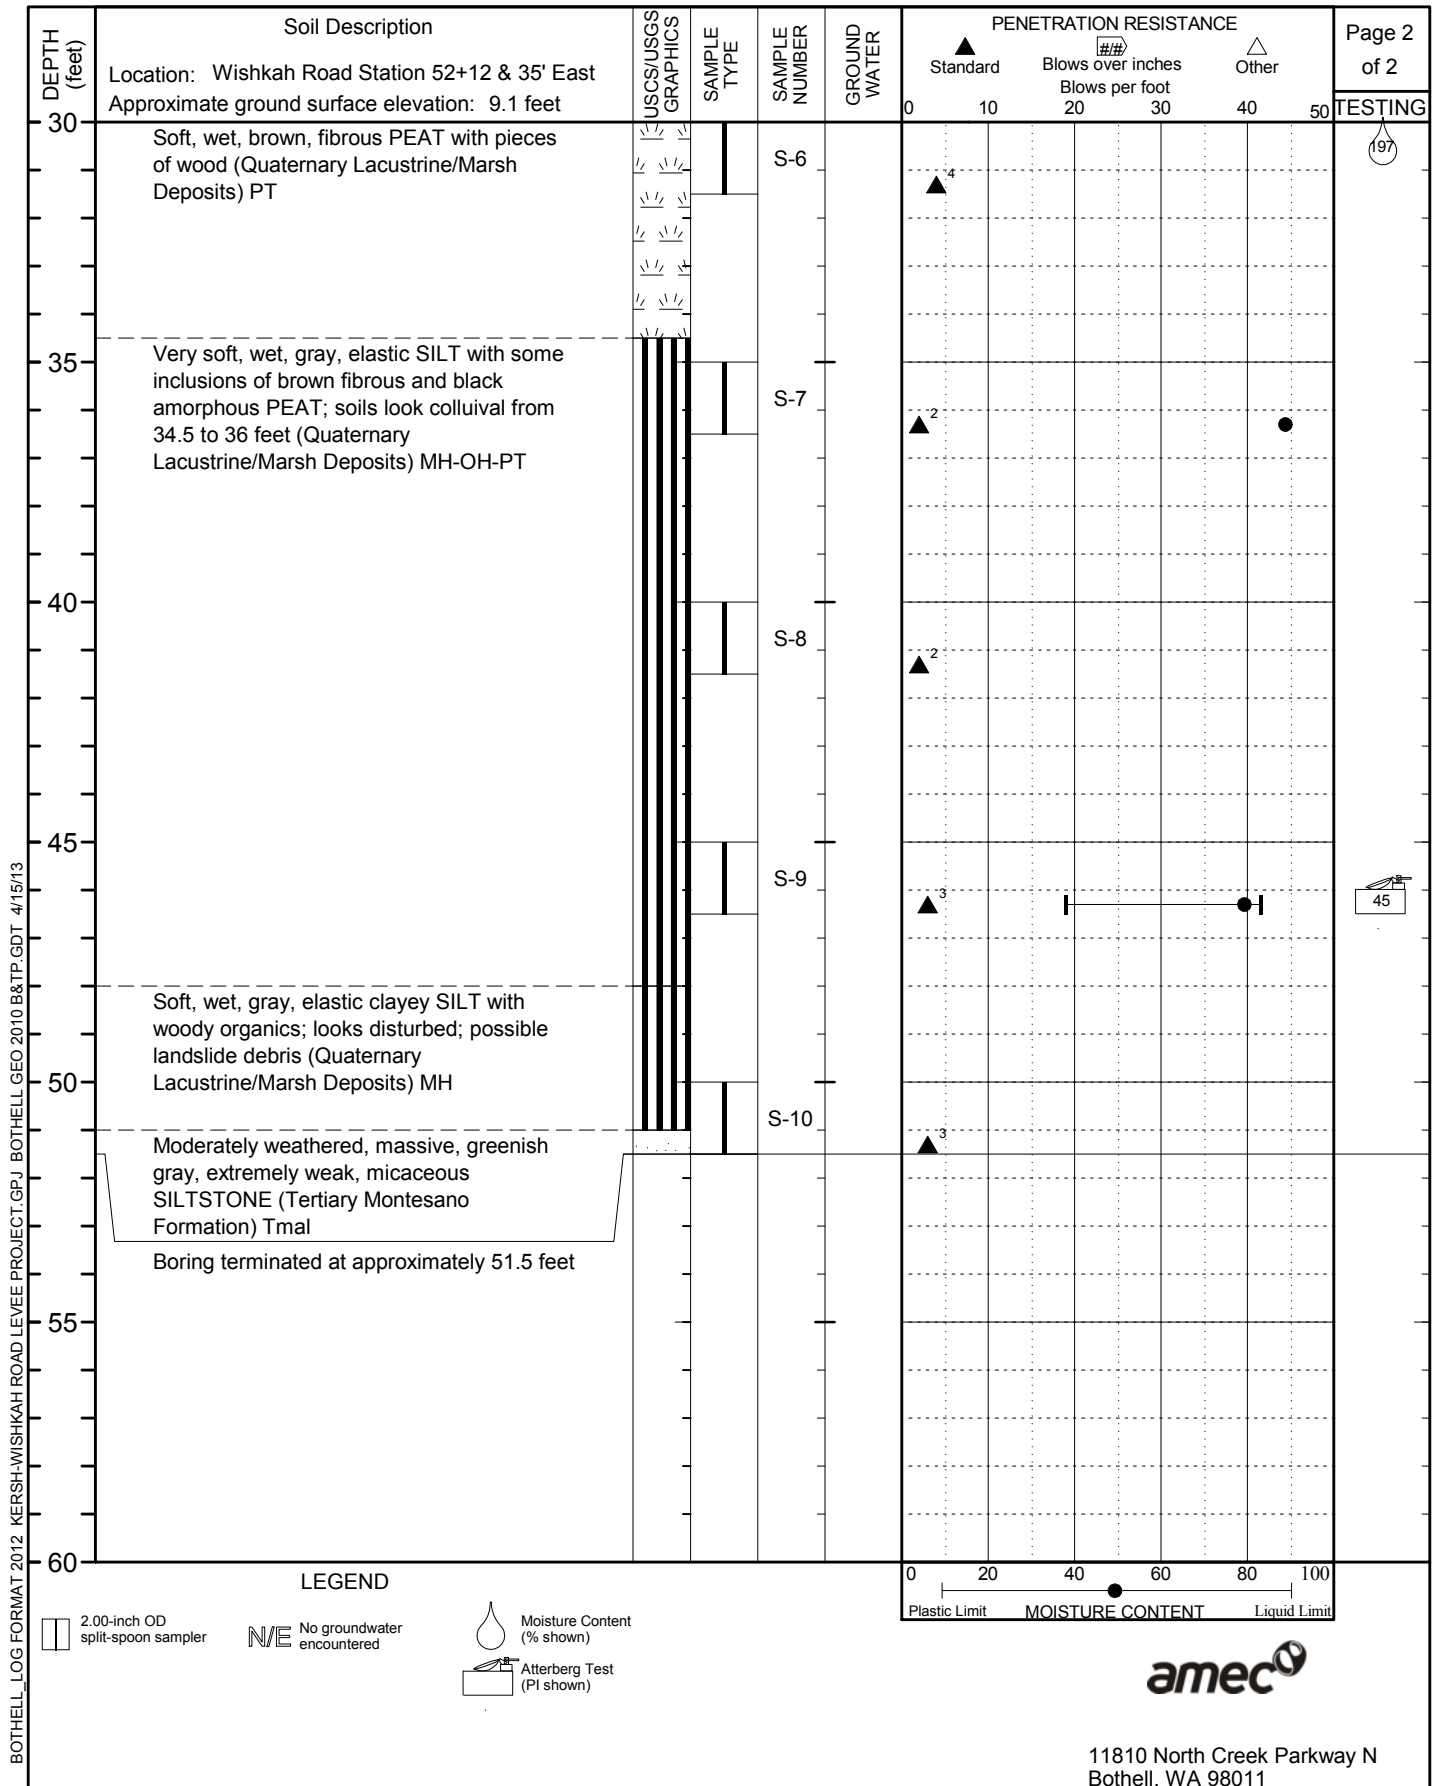 DEPTH
(feet)
Soil Description
Location: Wishkah Road Station 52+12 & 35' East
Approximate ground surface elevation: 9.1 feet
USCS/USGS
GRAPHICS
SAMPLE
TYPE
SAMPLE
NUMBER
GROUND
WATER
PENETRATION RESISTANCE
Standard
#/#
Blows over inches
Other
Blows per foot
0 10 20 30 40 50
Page 2
of 2
TESTING
30
Soft, wet, brown, fibrous PEAT with pieces
of wood (Quaternary Lacustrine/Marsh
Deposits) PT
S-6
4
197
35
Very soft, wet, gray, elastic SILT with some
inclusions of brown fibrous and black
amorphous PEAT; soils look colluival from
34.5 to 36 feet (Quaternary
Lacustrine/Marsh Deposits) MH-OH-PT
S-7
2
40
S-8
2
45
S-9
3
45
Soft, wet, gray, elastic clayey SILT with
woody organics; looks disturbed; possible
landslide debris (Quaternary
Lacustrine/Marsh Deposits) MH
50
S-10
3
Moderately weathered, massive, greenish
gray, extremely weak, micaceous
SILTSTONE (Tertiary Montesano
Formation) Tmal
Boring terminated at approximately 51.5 feet
55
60
0 20 40 60 80 100
Plastic Limit MOISTURE CONTENT Liquid Limit
LEGEND
2.00-inch OD
split-spoon sampler
N/E No groundwater
encountered
Moisture Content
(% shown)
Atterberg Test
(PI shown)
amec
11810 North Creek Parkway N
Bothell, WA 98011
BOTHELL_LOG FORMAT 2012 KERSH-WISHKAH ROAD LEVEE PROJECT.GPJ BOTHELL GEO 2010 B&TP.GDT 4/15/13